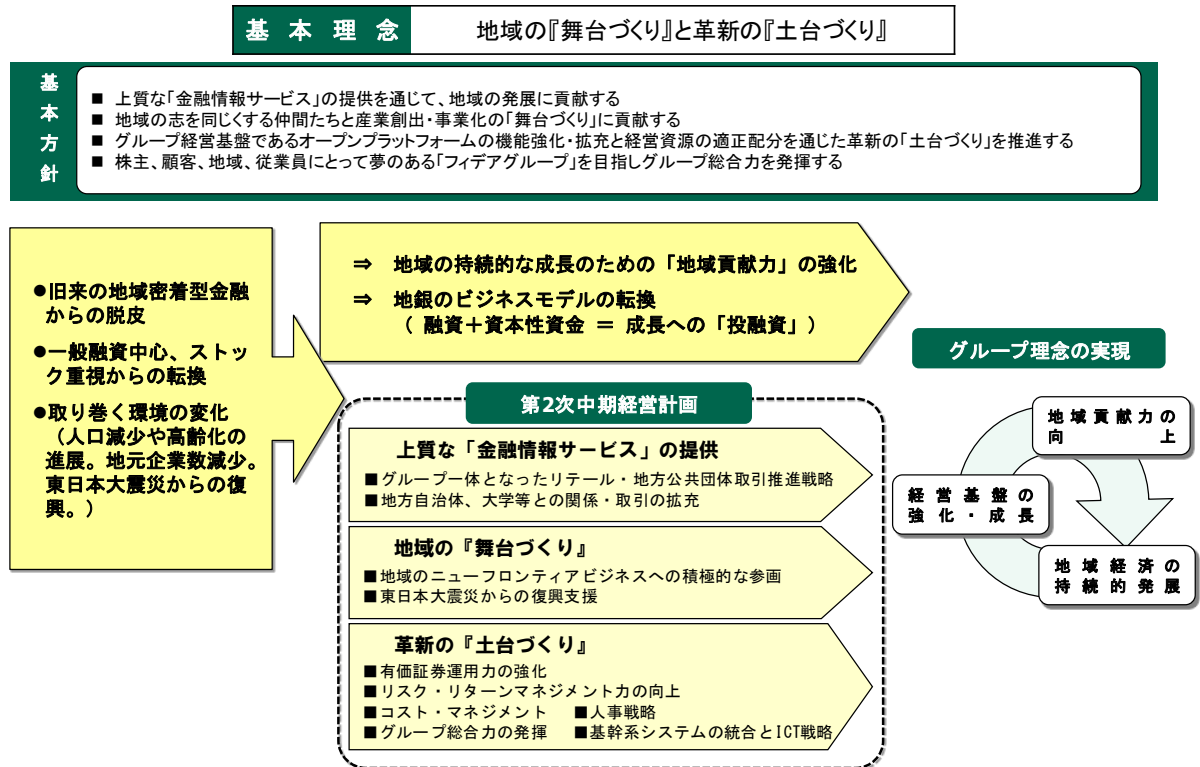 基本理念
地域の『舞台づくり』と革新の『土台づくり』
基本方針
■ 上質な「金融情報サービス」の提供を通じて、地域の発展に貢献する
■ 地域の志を同じくする仲間たちと産業創出・事業化の「舞台づくり」に貢献する
■ グループ経営基盤であるオープンプラットフォームの機能強化・拡充と経営資源の適正配分を通じた革新の「土台づくり」を推進する
■ 株主、顧客、地域、従業員にとって夢のある「フィデアグループ」を目指しグループ総合力を発揮する
●旧来の地域密着型金融
からの脱皮
●一般融資中心、ストッ
ク重視からの転換
●取り巻く環境の変化
（人口減少や高齢化の
進展。地元企業数減少。
東日本大震災からの復
興。）
⇒ 地域の持続的な成長のための「地域貢献力」の強化
⇒ 地銀のビジネスモデルの転換
（ 融資＋資本性資金 ＝ 成長への「投融資」）
第2次中期経営計画
上質な「金融情報サービス」の提供
■グループ一体となったリテール・地方公共団体取引推進戦略
■地方自治体、大学等との関係・取引の拡充
地域の『舞台づくり』
■地域のニューフロンティアビジネスへの積極的な参画
■東日本大震災からの復興支援
革新の『土台づくり』
■有価証券運用力の強化
■リスク・リターンマネジメント力の向上
■コスト・マネジメント ■人事戦略
■グループ総合力の発揮 ■基幹系システムの統合とICT戦略
グループ理念の実現
地域貢献力の
向上
経営基盤の
強化・成長
地域経済の
持続的発展